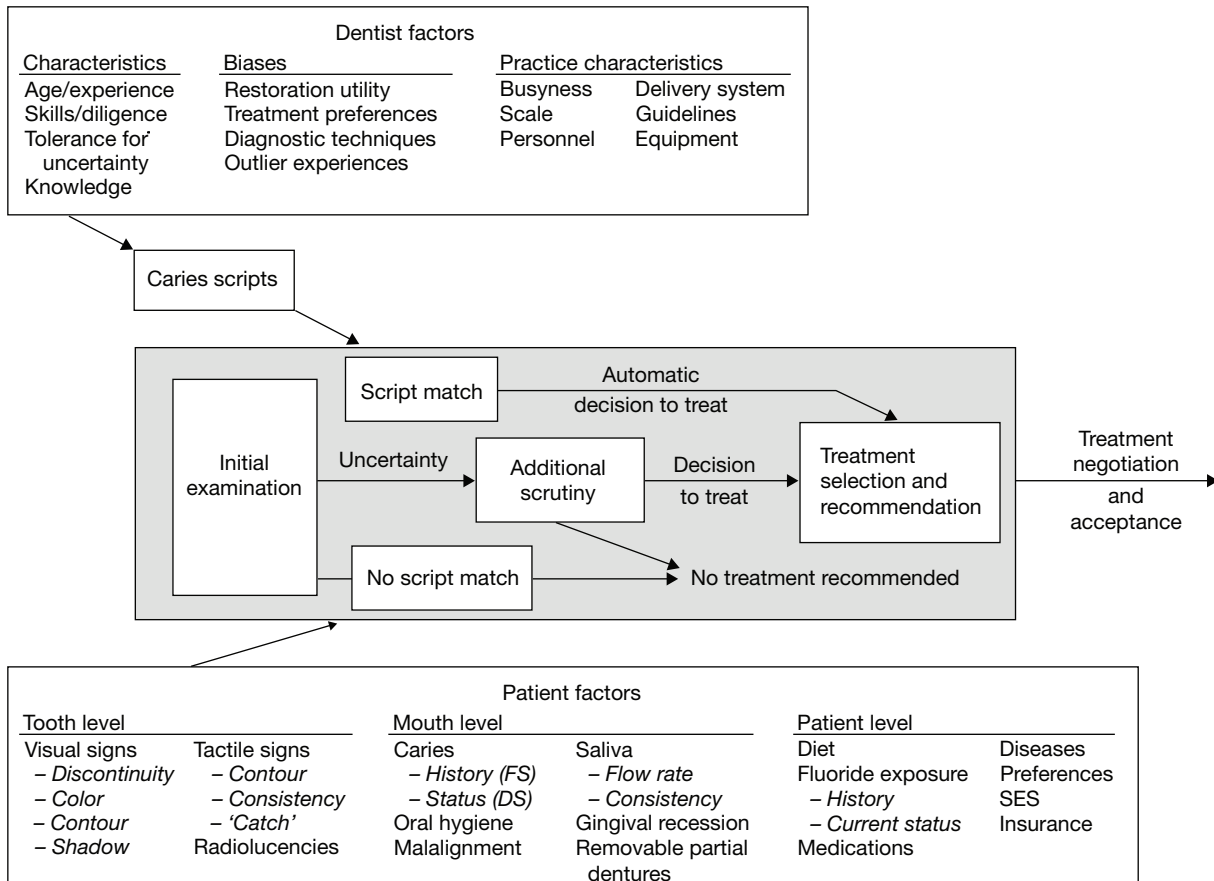 Dentist factors
Characteristics
Age/experience
Skills/diligence
Tolerance for
uncertainty
Knowledge
Biases
Restoration utility
Treatment preferences
Diagnostic techniques
Outlier experiences
Practice characteristics
Busyness
Scale
Personnel
Delivery system
Guidelines
Equipment
Caries scripts
Script match
Automatic
decision to treat
Initial
examination
Uncertainty
Additional
scrutiny
Decision
to treat
Treatment
selection and
recommendation
Treatment
negotiation
and
acceptance
No script match
No treatment recommended
Patient factors
Tooth level
Visual signs
– Discontinuity
– Color
– Contour
– Shadow
Tactile signs
– Contour
– Consistency
– ‘Catch’
Radiolucencies
Mouth level
Caries
– History (FS)
– Status (DS)
Oral hygiene
Malalignment
Saliva
– Flow rate
– Consistency
Gingival recession
Removable partial
dentures
Patient level
Diet
Fluoride exposure
– History
– Current status
Medications
Diseases
Preferences
SES
Insurance